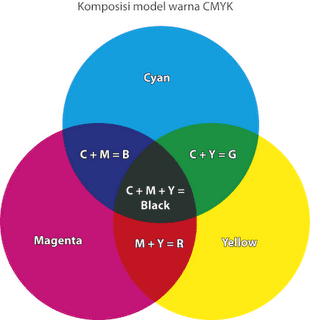 Komposisi model warna CMYK
Cyan
C + M = B
C + Y = G
C + M + Y =
Black
Magenta
M + Y = R
Yellow